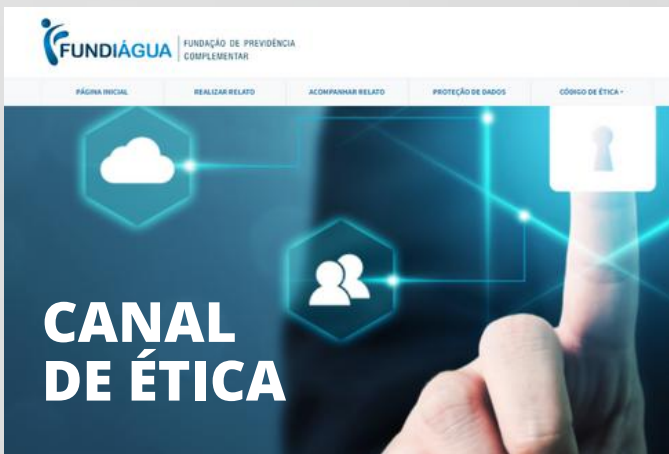 FUNDIÁGUA
FUNDAÇÃO DE PREVIDÊNCIA
COMPLEMENTAR
PÁGINA INICIAL REALIZAR RELATO ACOMPANHAR RELATO PROTEÇÃO DE DADOS CÓDIGO DE ÉTICA
CANAL
DE ÉTICA